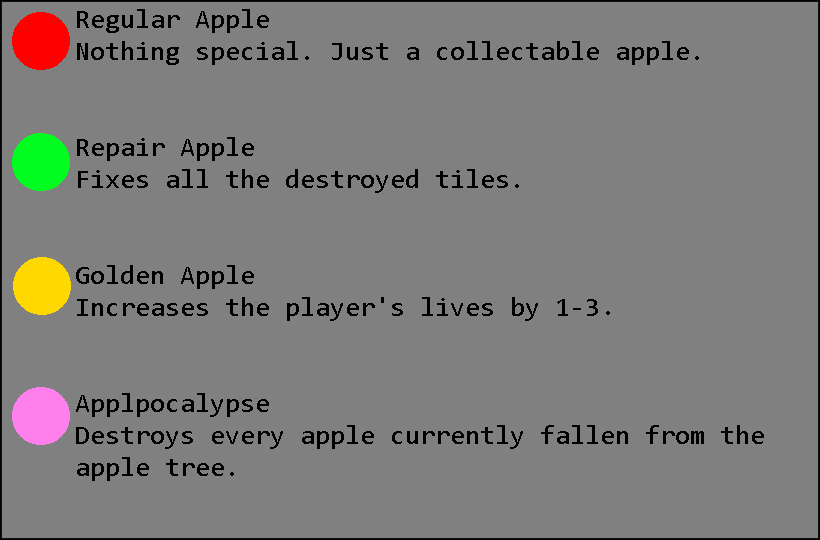 Regular Apple
Nothing special. Just a collectable apple.
Repair Apple
Fixes all the destroyed tiles.
Golden Apple
Increases the player's lives by 1-3.
Applpocalypse
Destroys every apple currently fallen from the
apple tree.